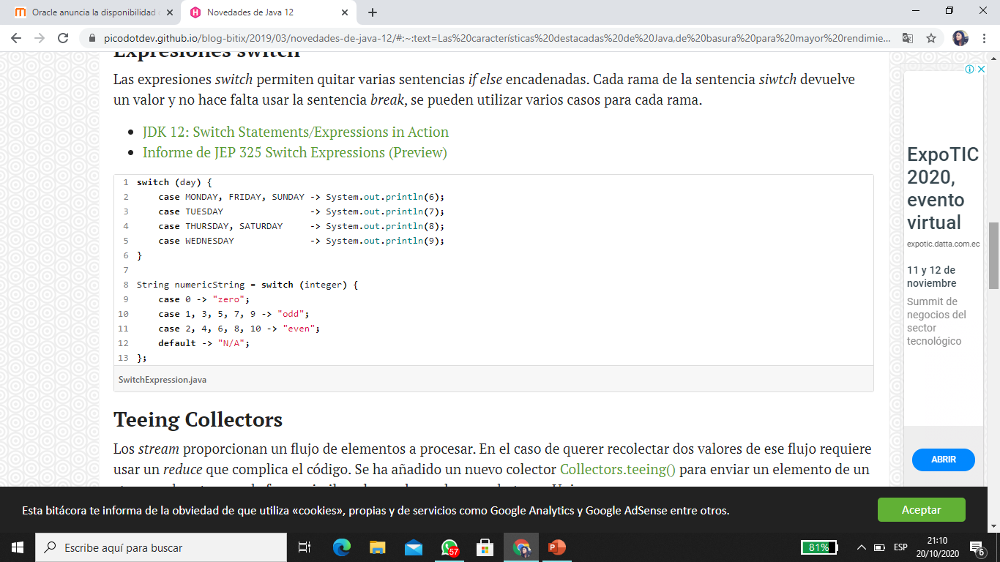 Oracle anuncia la disponibilidad
Novedades de Java 12
picodotdev.github.io/blog-bitix/2019/03/novedades-de-java-12/#:~:text=Las%20características%20destacadas%20de%20Java,de%20basura%20para%20mayor%20rendimie...
Expresiones switch
Las expresiones switch permiten quitar varias sentencias if else encadenadas. Cada rama de la sentencia siwtch devuelve
un valor y no hace falta usar la sentencia break, se pueden utilizar varios casos para cada rama.
• JDK 12: Switch Statements/Expressions in Action
• Informe de JEP 325 Switch Expressions (Preview)
1 switch (day) {
2     case MONDAY, FRIDAY, SUNDAY -> System.out.println(6);
3     case TUESDAY                -> System.out.println(7);
4     case THURSDAY, SATURDAY     -> System.out.println(8);
5     case WEDNESDAY              -> System.out.println(9);
6 }
7
8 String numericString = switch (integer) {
9     case 0 -> "zero";
10     case 1, 3, 5, 7, 9 -> "odd";
11     case 2, 4, 6, 8, 10 -> "even";
12     default -> "N/A";
13 };
SwitchExpression.java
Teeing Collectors
Los stream proporcionan un flujo de elementos a procesar. En el caso de querer recolectar dos valores de ese flujo requiere
usar un reduce que complica el código. Se ha añadido un nuevo colector Collectors.teeing() para enviar un elemento de un
ExpoTIC
2020,
evento
virtual
expotic.datta.com.ec
11 y 12 de
noviembre
Summit de
negocios del
sector
tecnológico
ABRIR
Esta bitácora te informa de la obviedad de que utiliza «cookies», propias y de servicios como Google Analytics y Google AdSense entre otros.
Aceptar
Escribe aquí para buscar
57
81%
ESP
21:10
20/10/2020
6